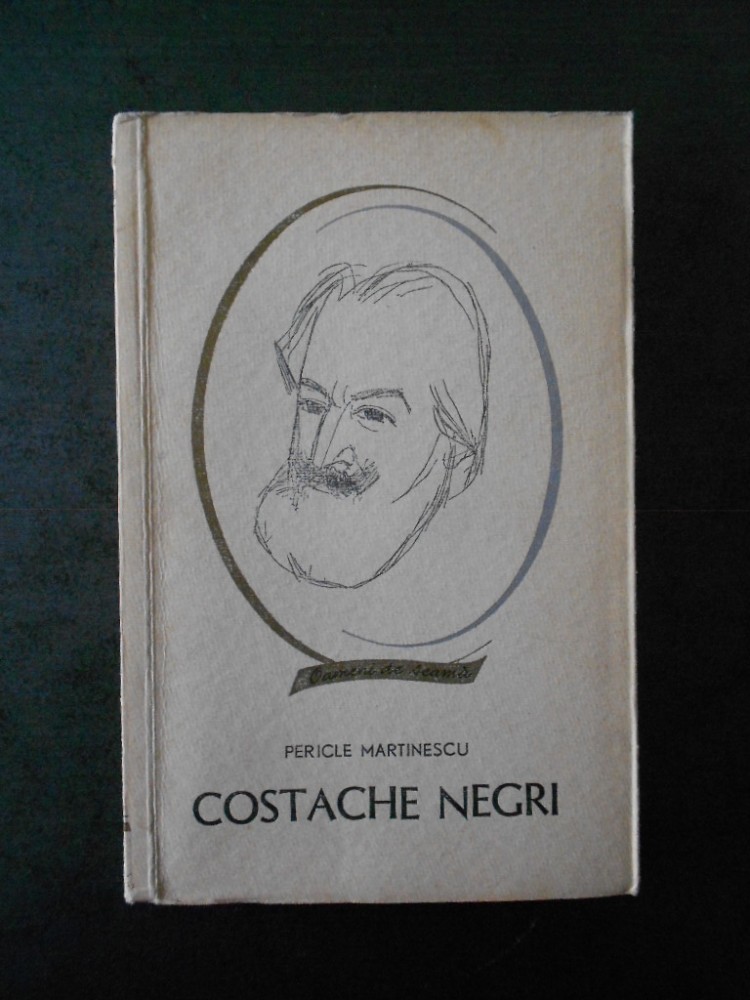 Oameni de seamă
PERICLE MARTINESCU
COSTACHE NEGRI